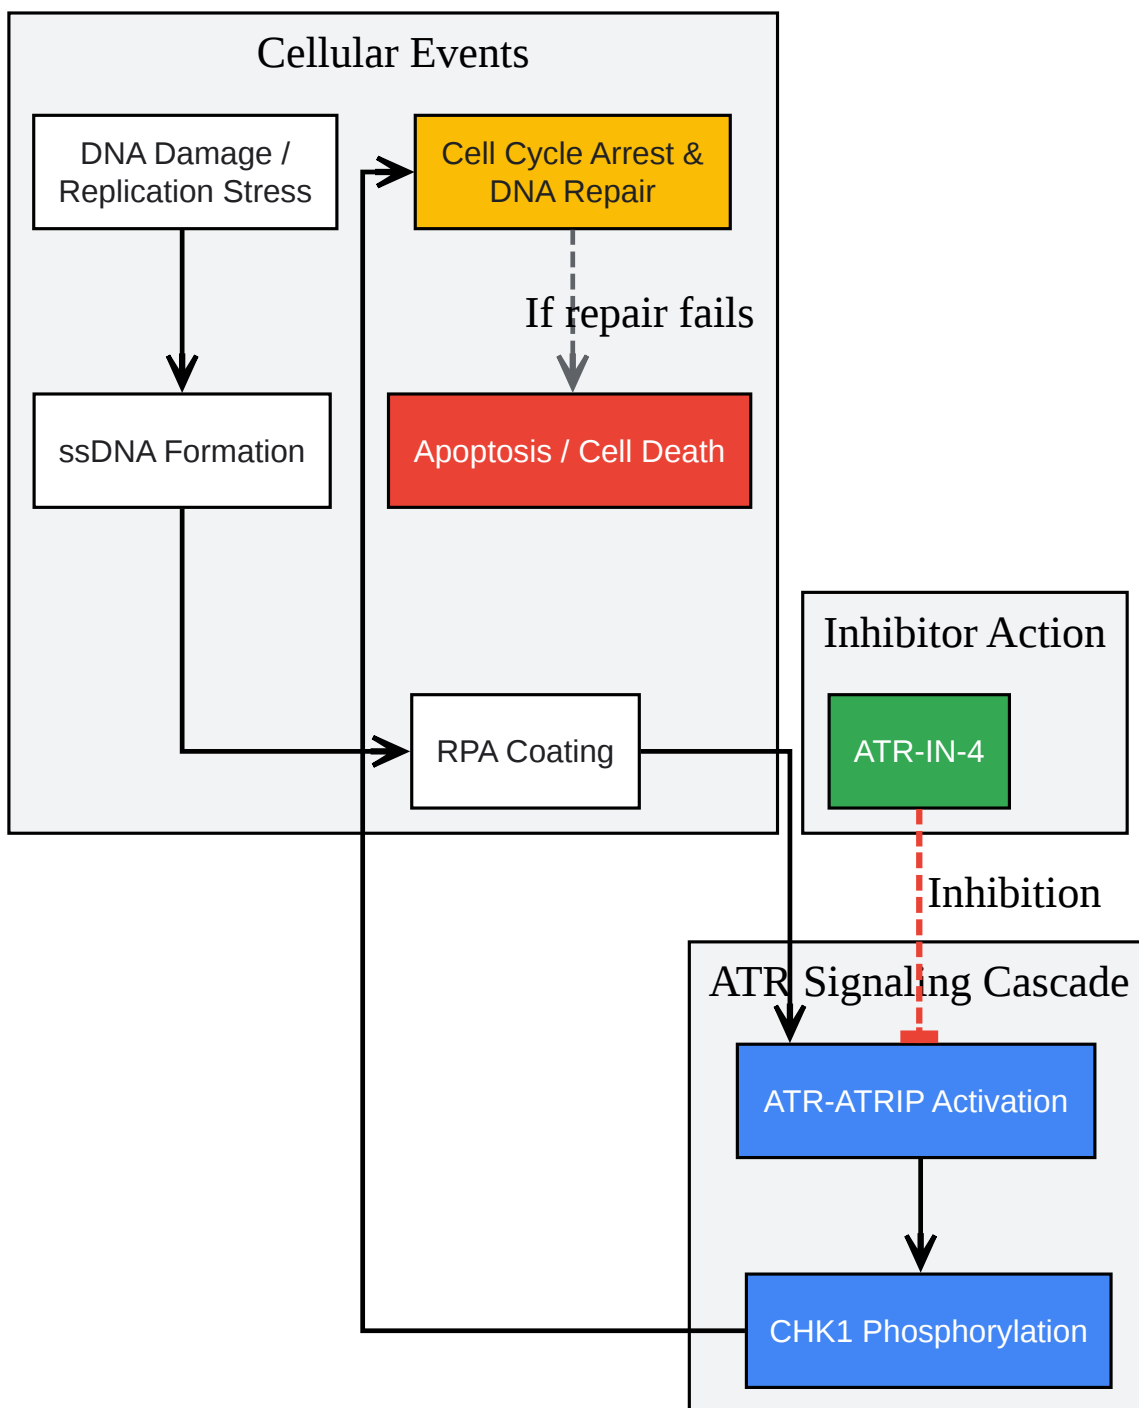 Cellular Events
DNA Damage /
Replication Stress
Cell Cycle Arrest &
DNA Repair
If repair fails
ssDNA Formation
Apoptosis / Cell Death
RPA Coating
Inhibitor Action
ATR-IN-4
Inhibition
ATR Signaling Cascade
ATR-ATRIP Activation
CHK1 Phosphorylation